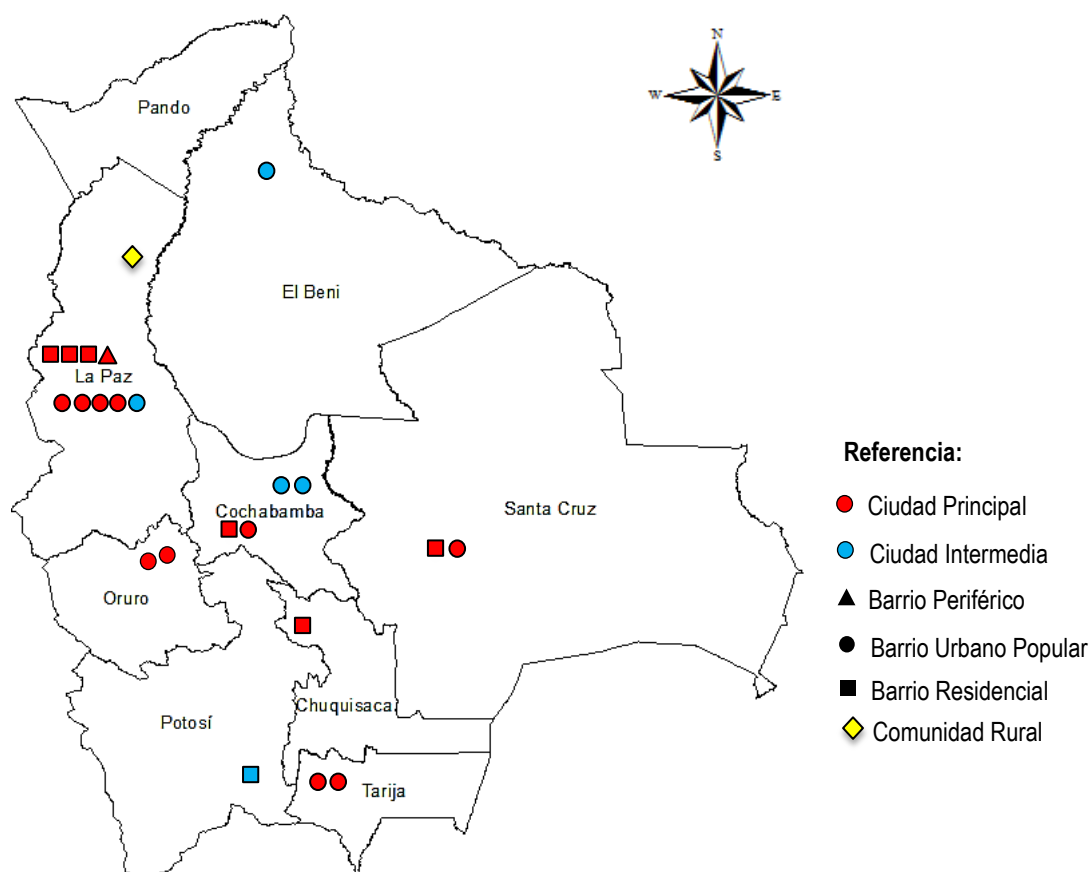 N
W
E
S
Pando
El Beni
La Paz
Cochabamba
Santa Cruz
Oruro
Chuquisaca
Potosí
Tarija
Referencia:
Ciudad Principal
Ciudad Intermedia
Barrio Periférico
Barrio Urbano Popular
Barrio Residencial
Comunidad Rural